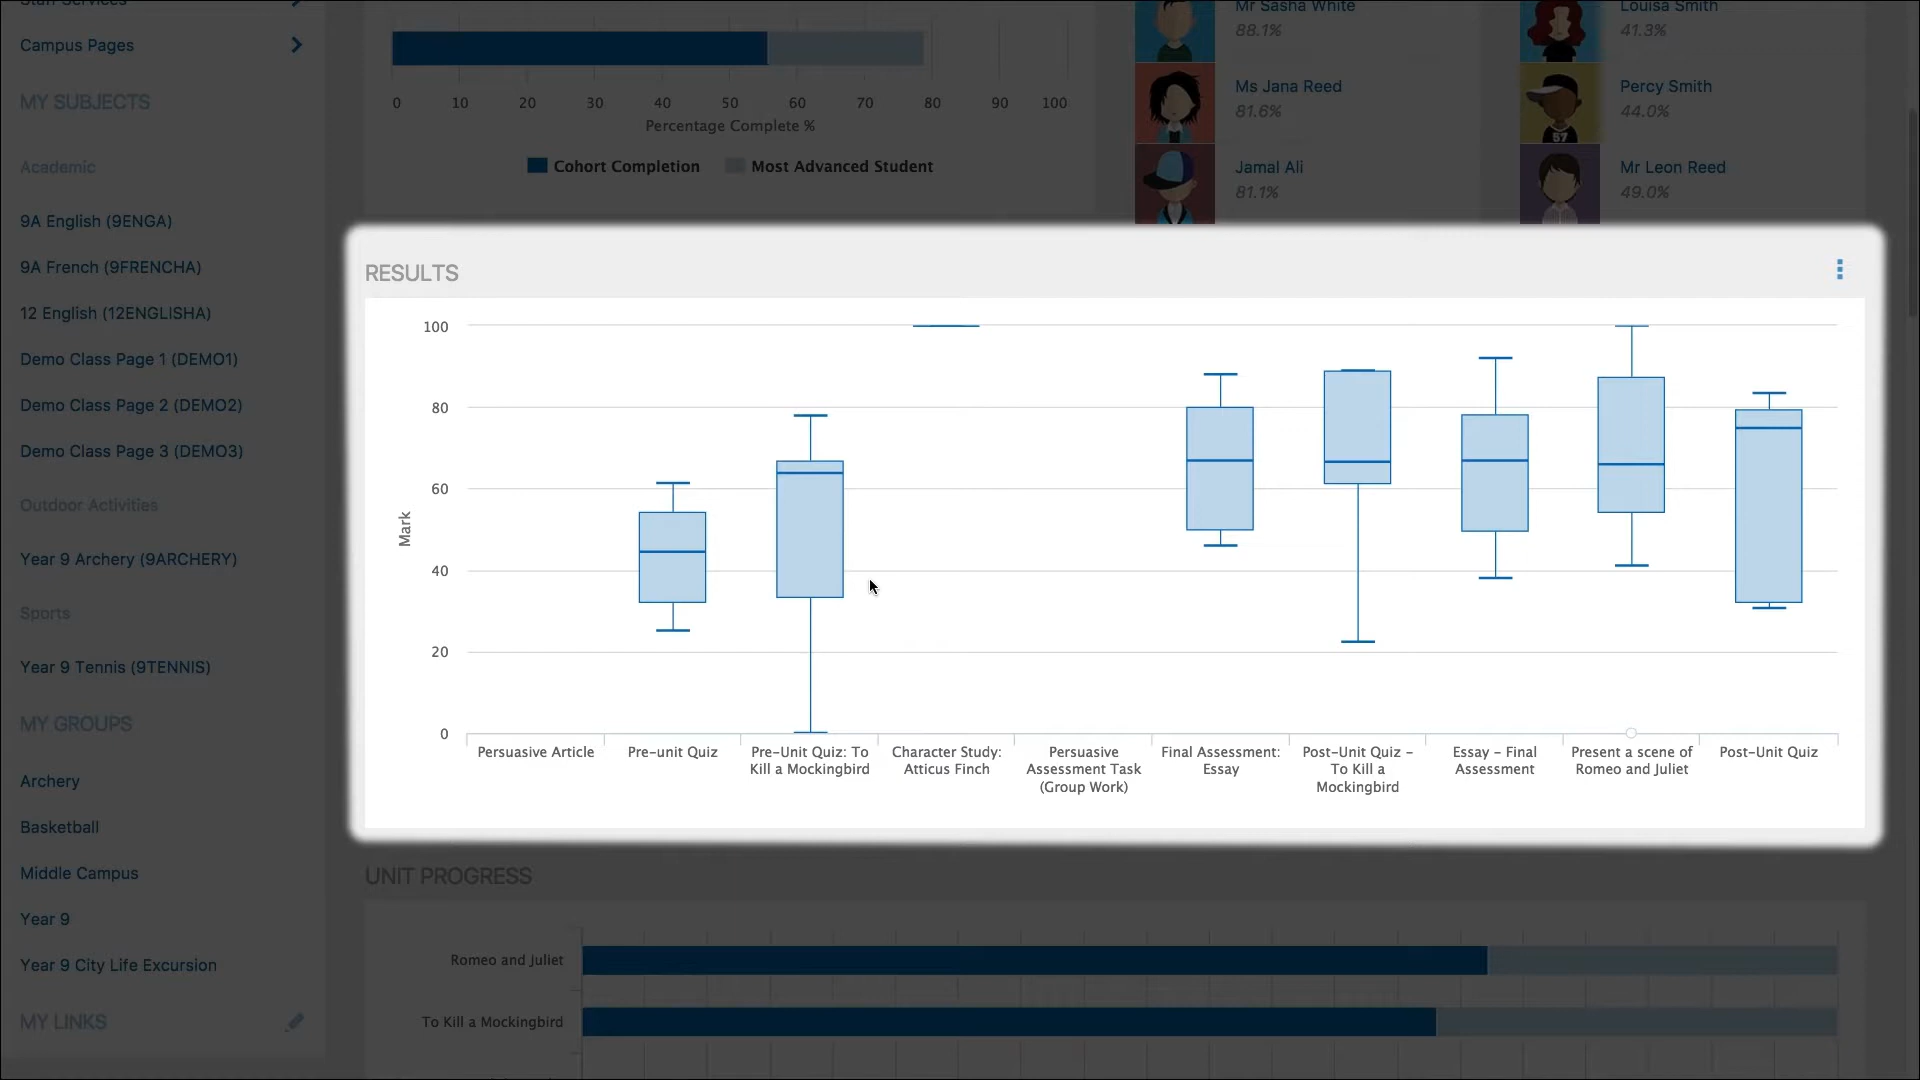 Staff Services
Campus Pages
MY SUBJECTS
Academic
9A English (9ENGA)
9A French (9FRENCHA)
12 English (12ENGLISHA)
Demo Class Page 1 (DEMO1)
Demo Class Page 2 (DEMO2)
Demo Class Page 3 (DEMO3)
Outdoor Activities
Year 9 Archery (9ARCHERY)
Sports
Year 9 Tennis (9TENNIS)
MY GROUPS
Archery
Basketball
Middle Campus
Year 9
Year 9 City Life Excursion
MY LINKS
0 10 20 30 40 50 60 70 80 90 100
Percentage Complete %
Cohort Completion Most Advanced Student
Mr Sasha White
88.1%
Ms Jana Reed
81.6%
Jamal Ali
81.1%
Louisa Smith
41.3%
57
Percy Smith
44.0%
Mr Leon Reed
49.0%
RESULTS
100
80
60
40
20
0
Mark
Persuasive Article
Pre-unit Quiz
Pre-Unit Quiz: To
Kill a Mockingbird
Character Study:
Atticus Finch
Persuasive
Assessment Task
(Group Work)
Final Assessment:
Essay
Post-Unit Quiz -
To Kill a
Mockingbird
Essay - Final
Assessment
Present a scene of
Romeo and Juliet
Post-Unit Quiz
UNIT PROGRESS
Romeo and Juliet
To Kill a Mockingbird